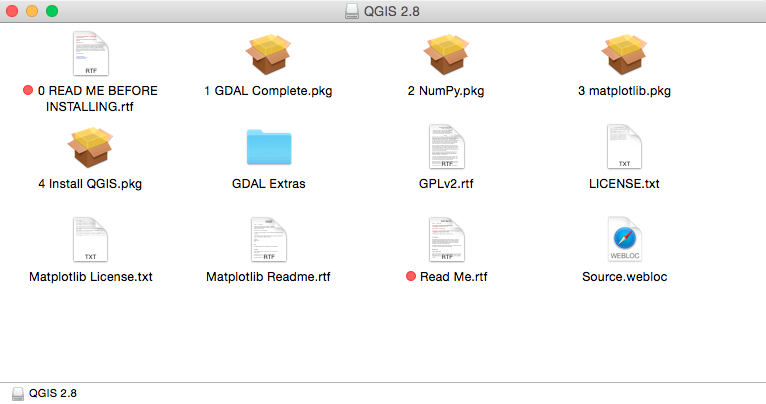 QGIS 2.8
RTF
0 READ ME BEFORE
INSTALLING.rtf
1 GDAL Complete.pkg
2 NumPy.pkg
3 matplotlib.pkg
4 Install QGIS.pkg
GDAL Extras
RTF
GPLv2.rtf
TXT
LICENSE.txt
TXT
Matplotlib License.txt
RTF
Matplotlib Readme.rtf
RTF
Read Me.rtf
WEBLOC
Source.webloc
QGIS 2.8